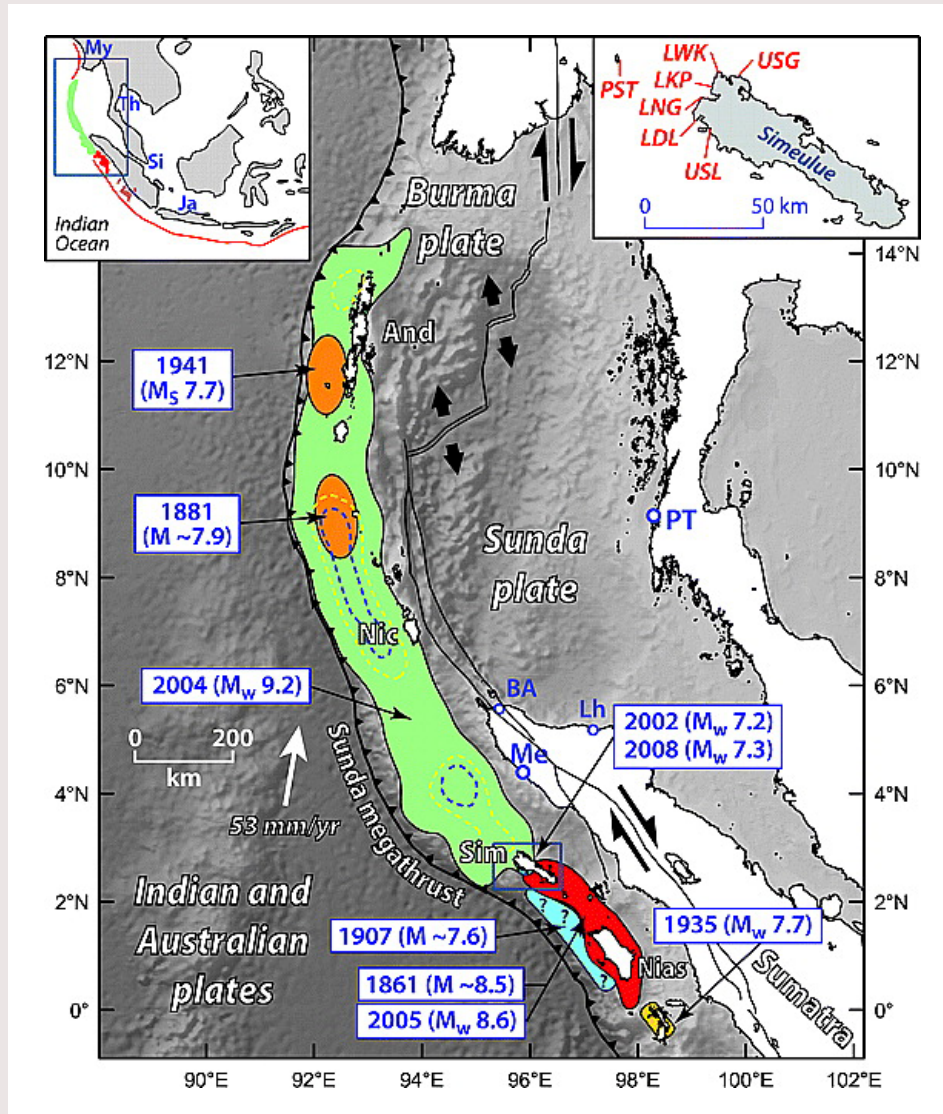 My
Th
Si
Ja
Indian
Ocean
LWK
USG
PST
LKP
LNG
LDL
USL
Simeulue
0 50 km
Burma
plate
14°N
And
12°N
1941
(Ms 7.7)
10°N
1881
(M ~7.9)
PT
Sunda
plate
8°N
Nic
6°N
2004 (Mw 9.2)
BA
Lh
2002 (Mw 7.2)
2008 (Mw 7.3)
0 200
km
Me
4°N
53 mm/yr
Sunda megathrust
Sim
Indian and
Australian
plates
2°N
1907 (M ~7.6)
1935 (Mw 7.7)
? ? ?
1861 (M ~8.5)
2005 (Mw 8.6)
Nias
Sumatra
0°
90°E 92°E 94°E 96°E 98°E 100°E 102°E